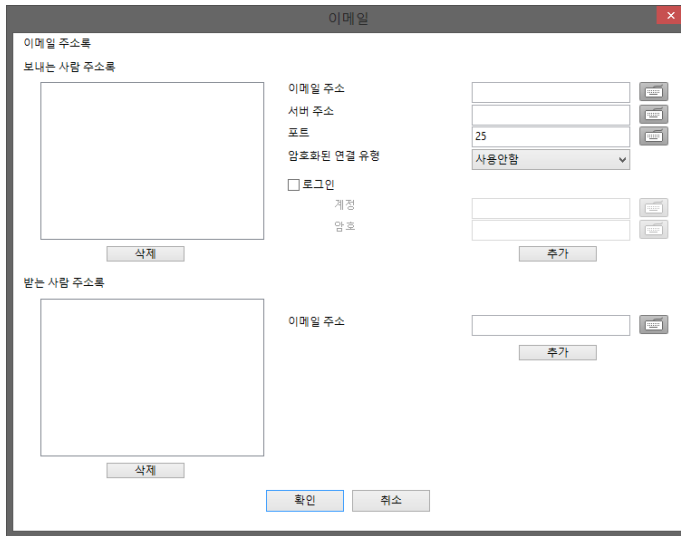 이메일
이메일 주소록
보내는 사람 주소록
이메일 주소
서버 주소
포트 25
암호화된 연결 유형 사용안함
로그인
계정
암호
삭제 추가
받는 사람 주소록
이메일 주소
추가
삭제
확인 취소